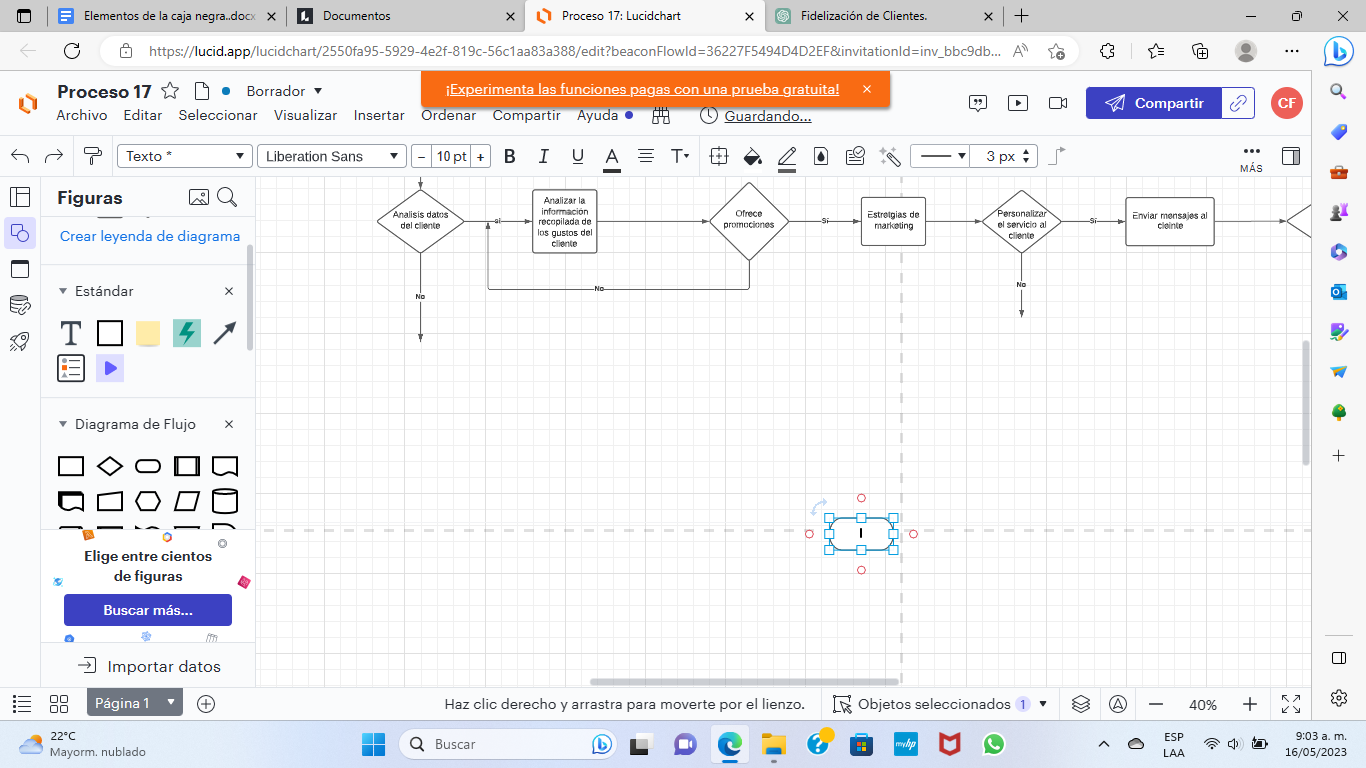 Elementos de la caja negra..docx
Documentos
Proceso 17: Lucidchart
Fidelización de Clientes.
https://lucid.app/lucidchart/2550fa95-5929-4e2f-819c-56c1aa83a388/edit?beaconFlowId=36227F5494D4D2EF&invitationId=inv_bbc9db...
Proceso 17
Borrador
¡Experimenta las funciones pagas con una prueba gratuita!
Archivo Editar Seleccionar Visualizar Insertar Ordenar Compartir Ayuda
Guardando...
Compartir
CF
Texto *
Liberation Sans
10 pt
B I U A T
3 px
MÁS
Figuras
Crear leyenda de diagrama
Estándar
T
Diagrama de Flujo
Elige entre cientos
de figuras
Buscar más...
Importar datos
Analisis datos
del cliente
sí
Analizar la
información
recopilada de
los gustos del
cliente
Ofrece
promociones
Sí
Estretgias de
marketing
Personalizar
el servicio al
cliente
Sí
Enviar mensajes al
cleinte
No
No
No
Página 1
Haz clic derecho y arrastra para moverte por el lienzo.
Objetos seleccionados 1
40%
22°C
Mayorm. nublado
Buscar
myhp
ESP
LAA
9:03 a. m.
16/05/2023